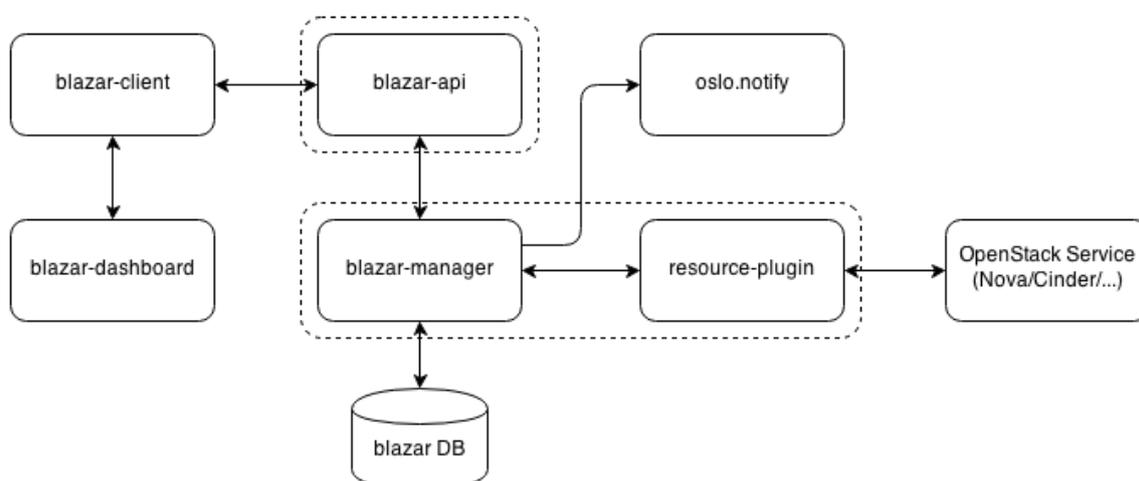 blazar-client
blazar-api
oslo.notify
blazar-dashboard
blazar-manager
resource-plugin
OpenStack Service
(Nova/Cinder/...)
blazar DB